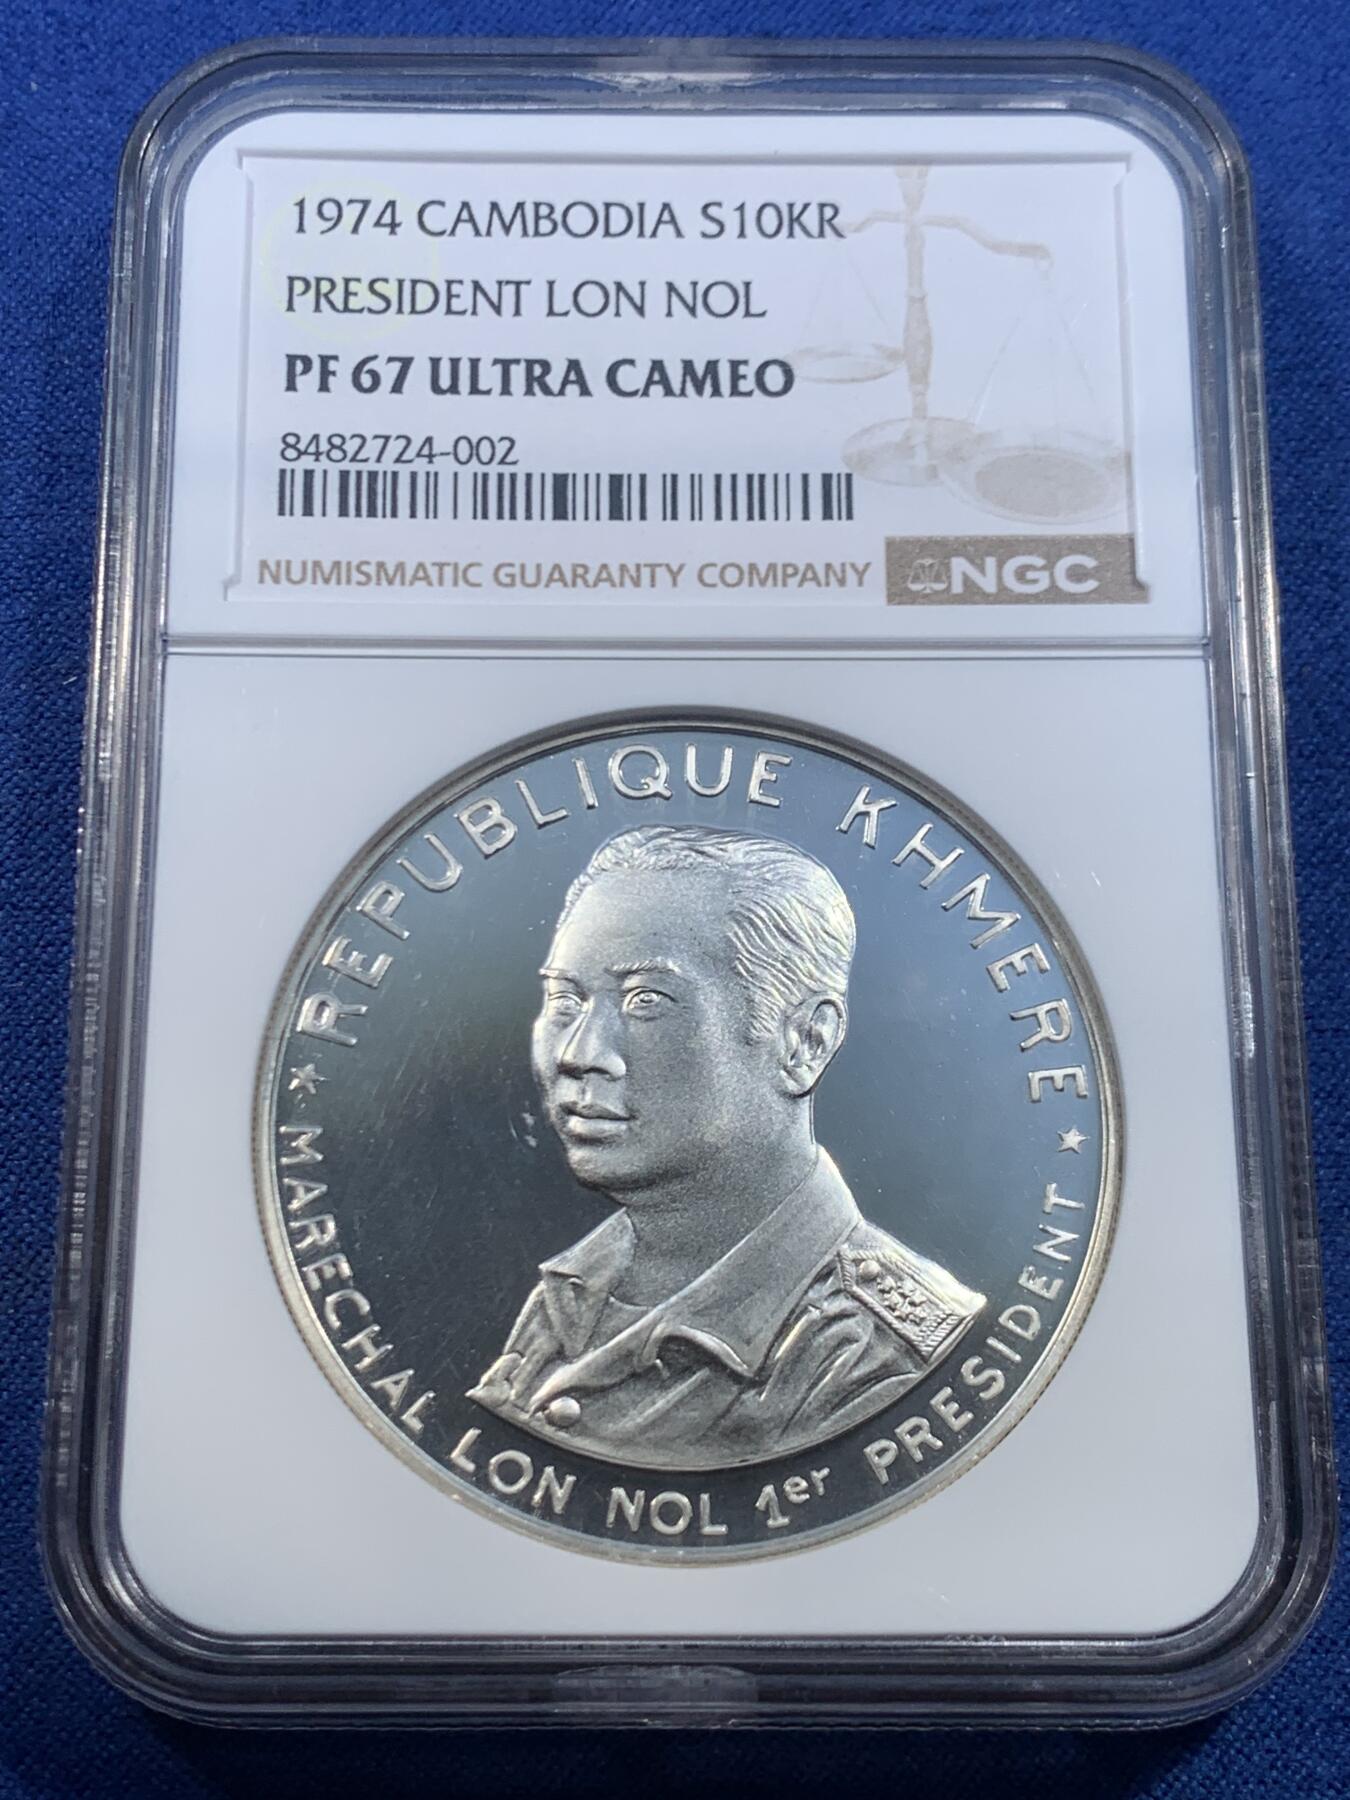 1974 CAMBODIA S10KR
PRESIDENT LON NOL
PF 67 ULTRA CAMEO
8482724-002
NUMISMATIC GUARANTY COMPANY NGC
REPUBLIQUE KHMERE
MARECHAL LON NOL 1er PRESIDENT